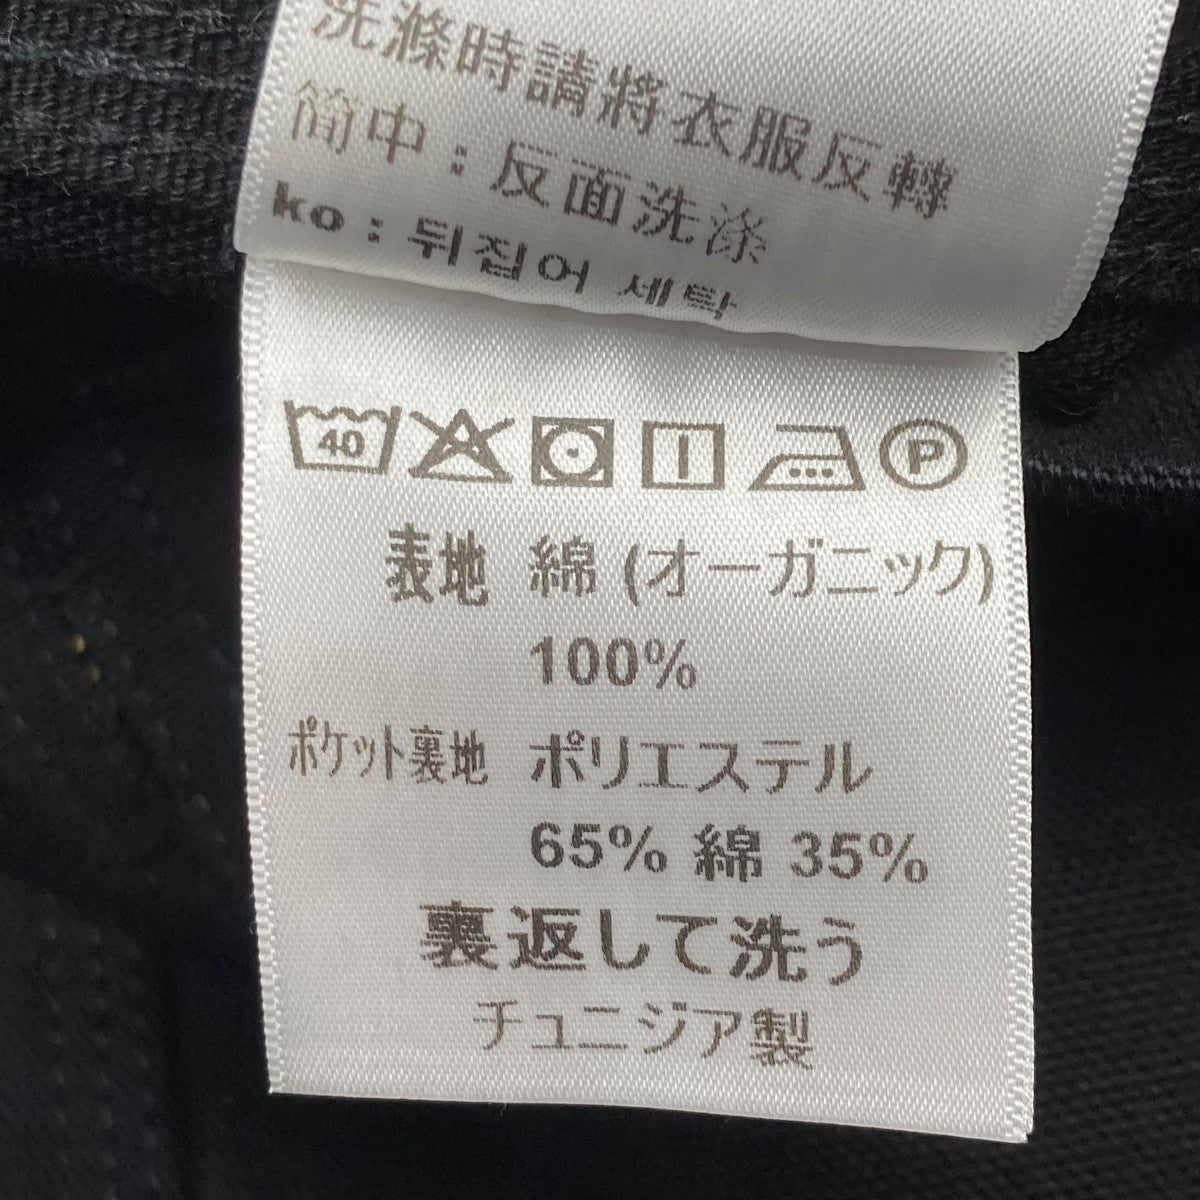 洗滌時請將衣服反轉
简中 : 反面洗涤
ko : 뒤집어 세탁
40
P
表地 綿 (オーガニック)
100%
ポケット裏地 ポリエステル
65% 綿 35%
裏返して洗う
チュニジア製